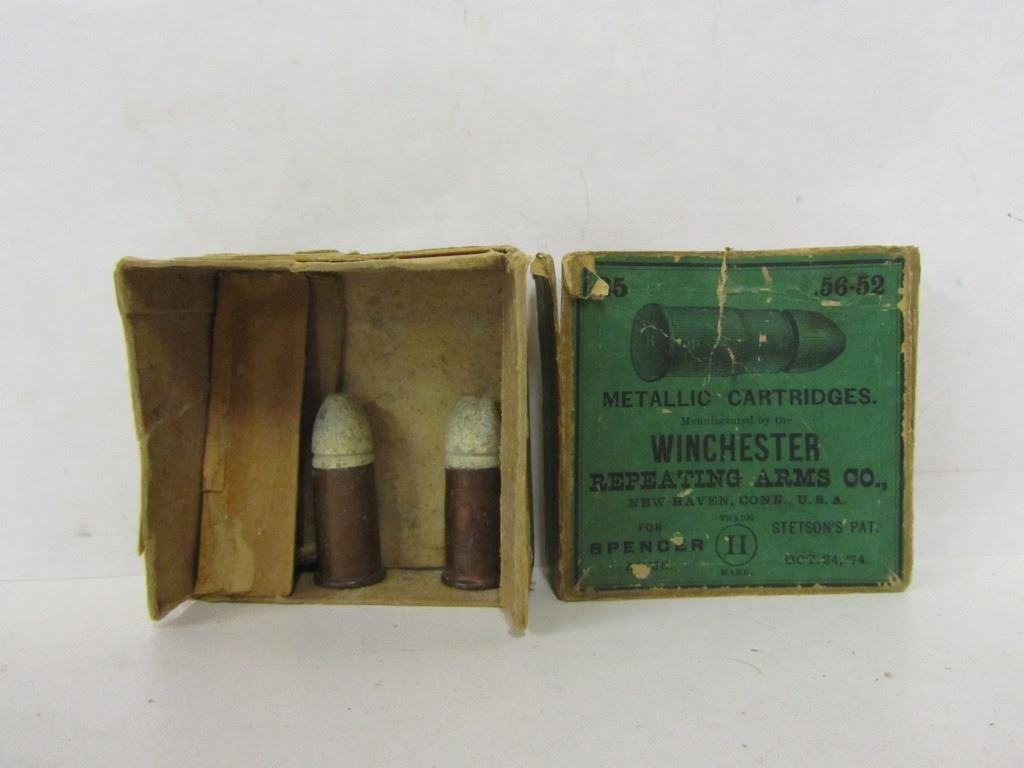 .56-52
H
METALLIC CARTRIDGES.
Manufactured by the
WINCHESTER
REPEATING ARMS CO.,
NEW HAVEN, CONN., U.S.A.
FOR
SPENCER
TRADE
H
MARK.
STETSON'S PAT.
OCT. 24, '74.